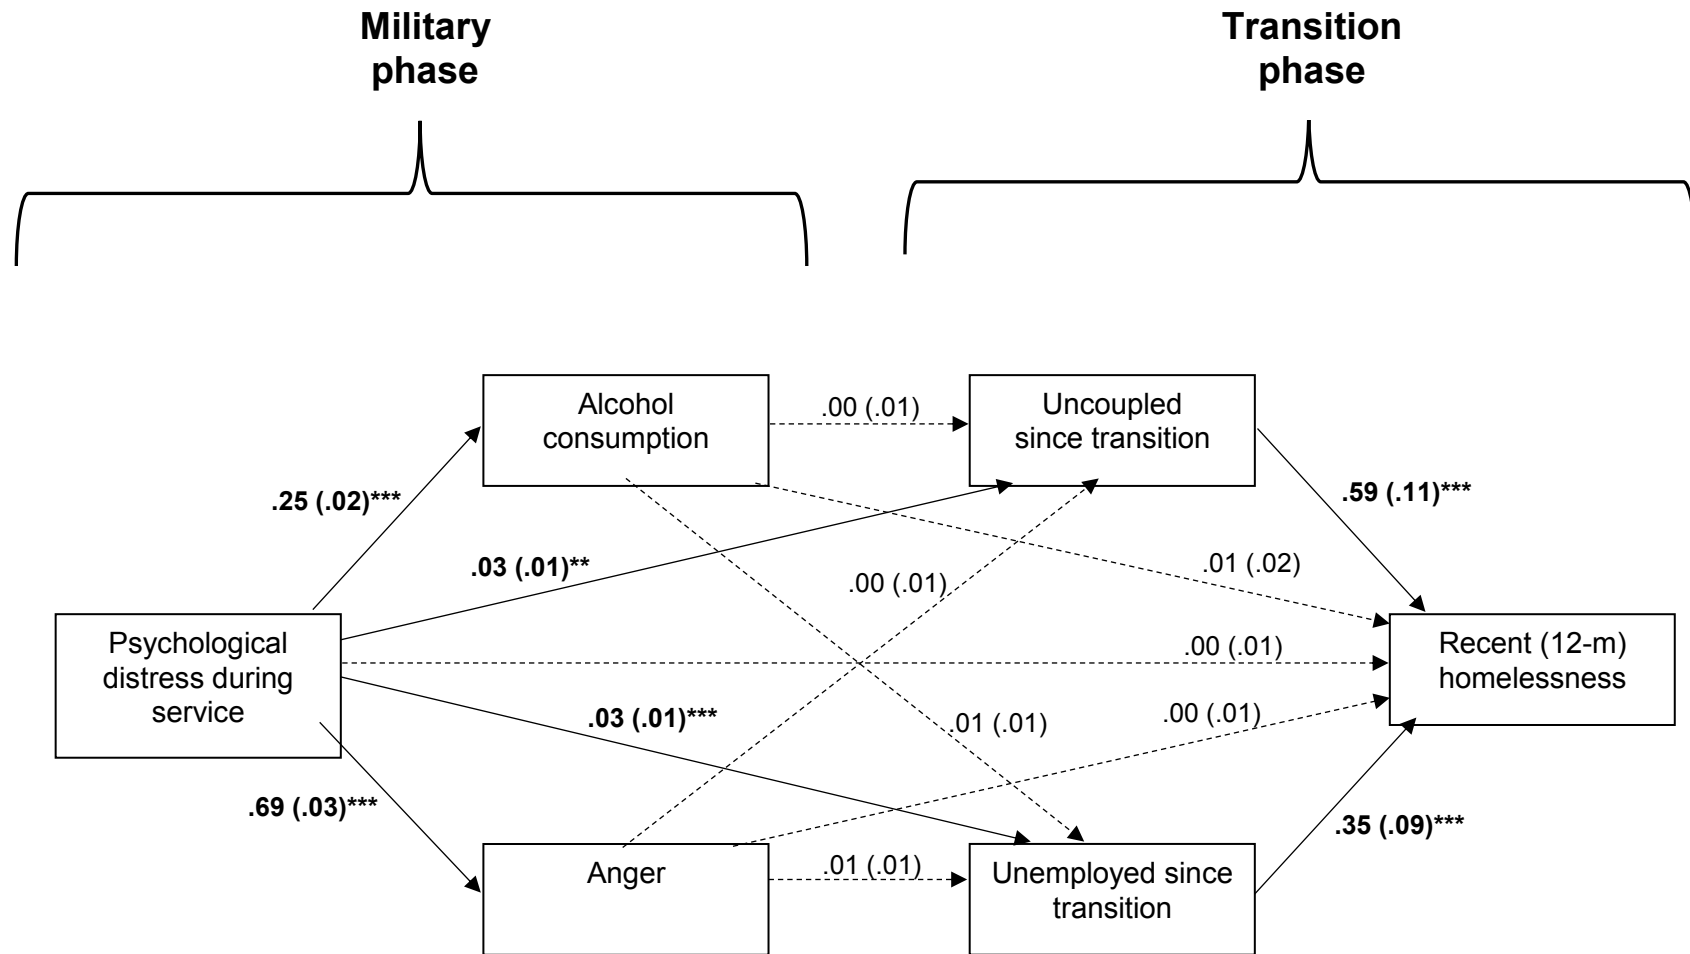 Military
phase
Transition
phase
Alcohol
consumption
.00 (.01)
Uncoupled
since transition
.25 (.02)***
.59 (.11)***
.03 (.01)**
.00 (.01)
.01 (.02)
Psychological
distress during
service
.00 (.01)
Recent (12-m)
homelessness
.03 (.01)***
.01 (.01)
.00 (.01)
.69 (.03)***
.35 (.09)***
Anger
.01 (.01)
Unemployed since
transition